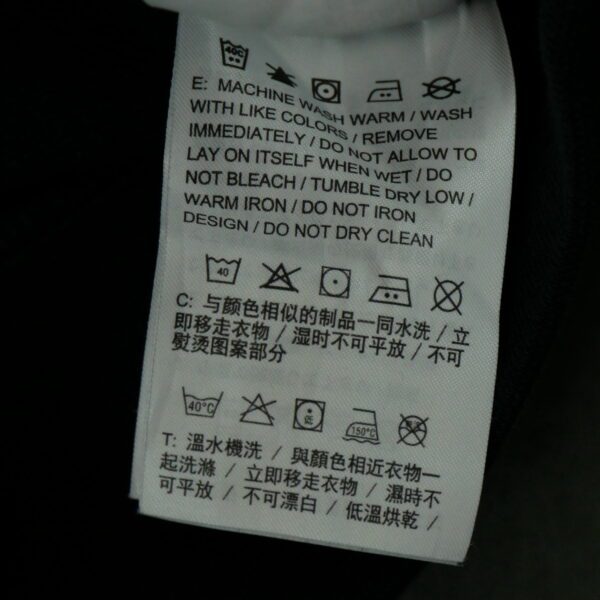 40C
E: MACHINE WASH WARM / WASH
WITH LIKE COLORS / REMOVE
IMMEDIATELY / DO NOT ALLOW TO
LAY ON ITSELF WHEN WET / DO
NOT BLEACH / TUMBLE DRY LOW /
WARM IRON / DO NOT IRON
DESIGN / DO NOT DRY CLEAN
40
C: 与颜色相似的制品一同水洗 / 立
即移走衣物 / 湿时不可平放 / 不可
熨烫图案部分
40°C 低 150°C
T: 溫水機洗 / 與顏色相近衣物一
起洗滌 / 立即移走衣物 / 濕時不
可平放 / 不可漂白 / 低溫烘乾 /